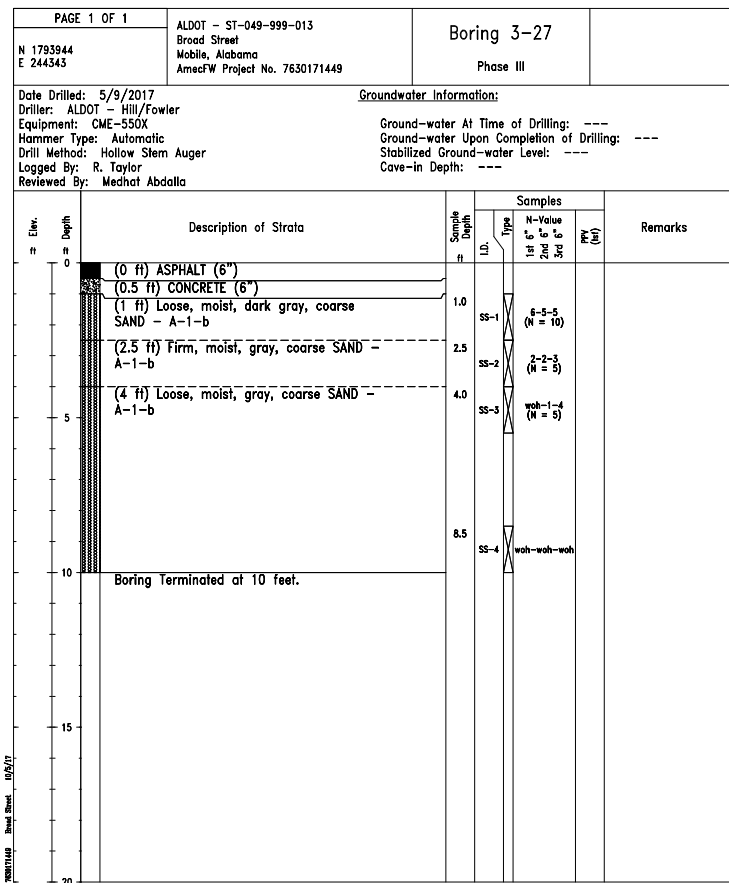 PAGE 1 OF 1
N 1793944
E 244343
ALDOT - ST-049-999-013
Broad Street
Mobile, Alabama
AmecFW Project No. 7630171449
Boring 3-27
Phase III
Date Drilled: 5/9/2017
Driller: ALDOT - Hill/Fowler
Equipment: CME-550X
Hammer Type: Automatic
Drill Method: Hollow Stem Auger
Logged By: R. Taylor
Reviewed By: Medhat Abdalla
Groundwater Information:
Ground-water At Time of Drilling: ---
Ground-water Upon Completion of Drilling: ---
Stabilized Ground-water Level: ---
Cave-in Depth: ---
Elev.
ft
Depth
ft
Description of Strata
Sample
Depth
ft
Samples
I.D.
Type
N-Value
1st 6"
2nd 6"
3rd 6"
PPV
(tsf)
Remarks
0
(0 ft) ASPHALT (6")
(0.5 ft) CONCRETE (6")
(1 ft) Loose, moist, dark gray, coarse
SAND - A-1-b
1.0
SS-1
6-5-5
(N = 10)
(2.5 ft) Firm, moist, gray, coarse SAND -
A-1-b
2.5
SS-2
2-2-3
(N = 5)
(4 ft) Loose, moist, gray, coarse SAND -
A-1-b
4.0
SS-3
woh-1-4
(N = 5)
5
8.5
SS-4
woh-woh-woh
10
Boring Terminated at 10 feet.
15
20
7630171449 Broad Street 10/5/17